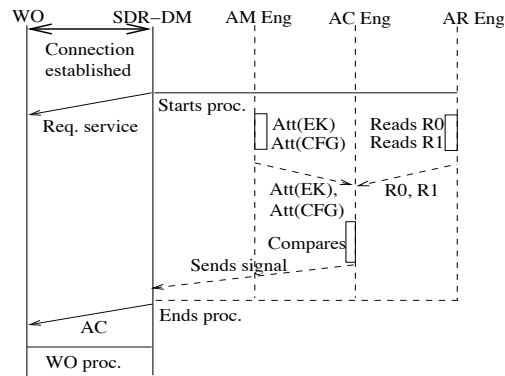 WO SDR–DM AM Eng AC Eng AR Eng
Connection
established
Starts proc.
Req. service
Att(EK) Reads R0
Att(CFG) Reads R1
Att(EK), R0, R1
Att(CFG)
Compares
Sends signal
Ends proc.
AC
WO proc.